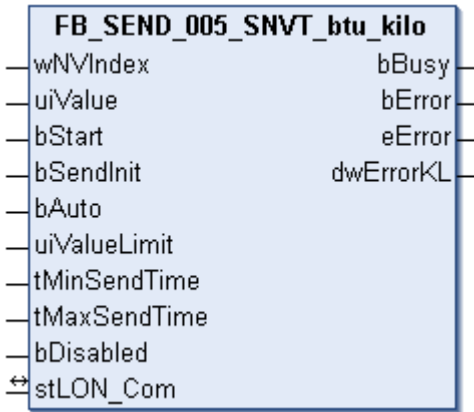 FB_SEND_005_SNVT_btu_kilo
wNVIndex bBusy
uiValue bError
bStart eError
bSendInit dwErrorKL
bAuto
uiValueLimit
tMinSendTime
tMaxSendTime
bDisabled
stLON_Com